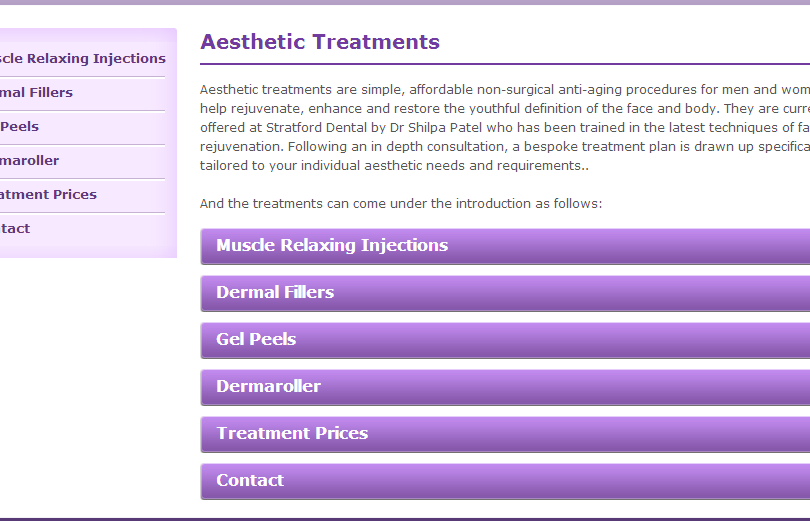 scle Relaxing Injections
mal Fillers
Peels
maroller
atment Prices
tact
Aesthetic Treatments
Aesthetic treatments are simple, affordable non-surgical anti-aging procedures for men and wom
help rejuvenate, enhance and restore the youthful definition of the face and body. They are curre
offered at Stratford Dental by Dr Shilpa Patel who has been trained in the latest techniques of fa
rejuvenation. Following an in depth consultation, a bespoke treatment plan is drawn up specifica
tailored to your individual aesthetic needs and requirements..
And the treatments can come under the introduction as follows:
Muscle Relaxing Injections
Dermal Fillers
Gel Peels
Dermaroller
Treatment Prices
Contact